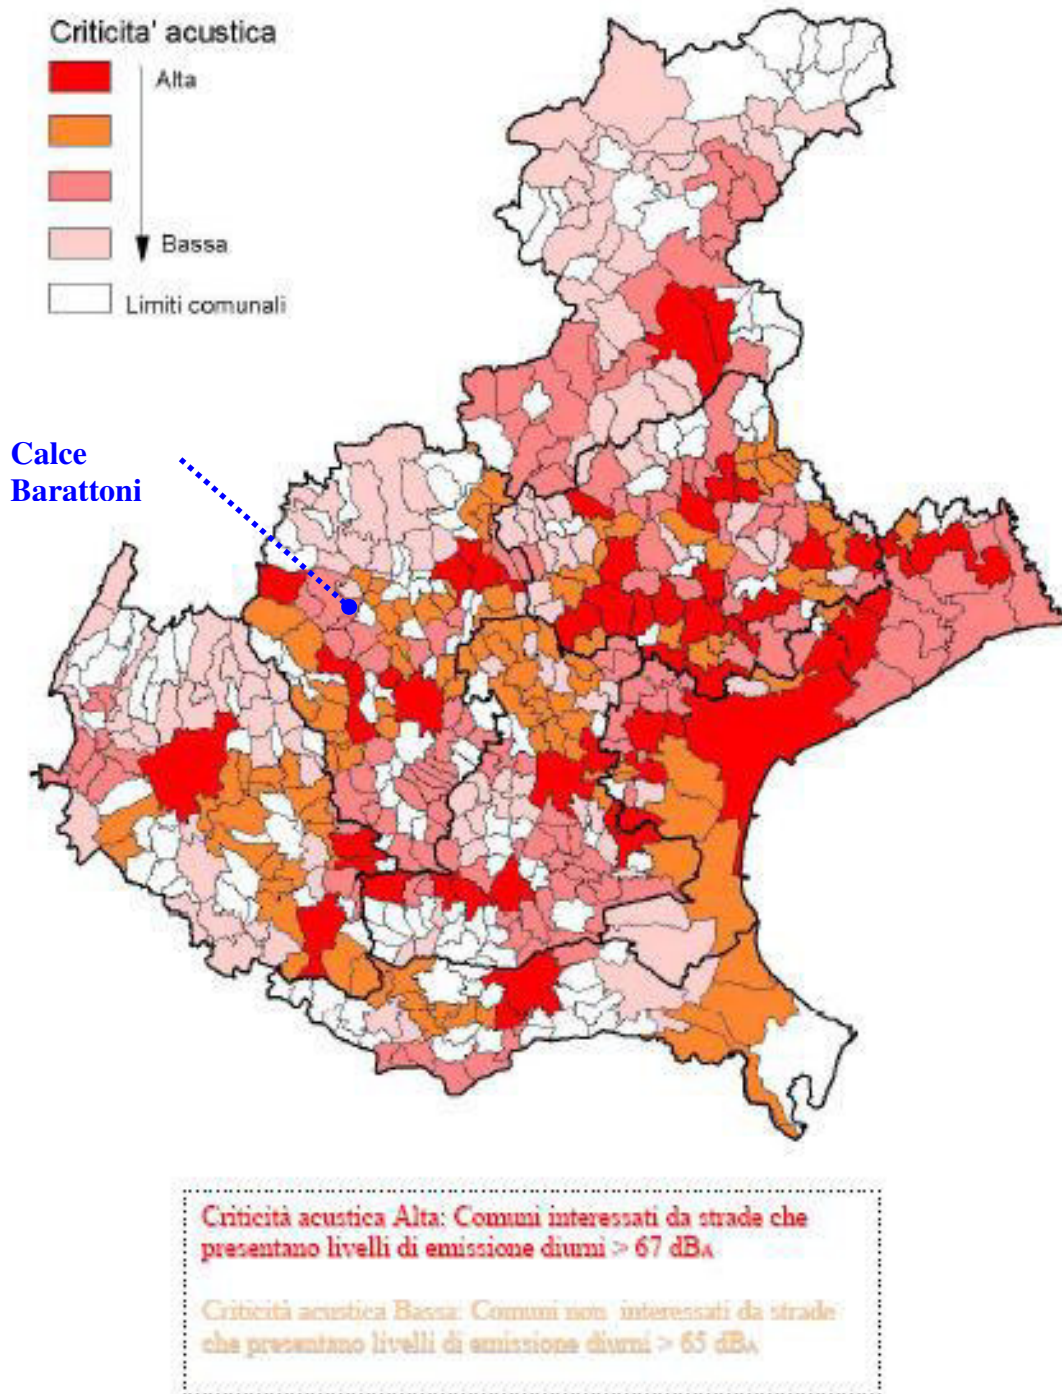 Criticita' acustica
Alta
Bassa
Limiti comunali
Calce
Barattoni
Criticità acustica Alta: Comuni interessati da strade che
presentano livelli di emissione diurni > 67 dBA
Criticità acustica Bassa: Comuni non interessati da strade
che presentano livelli di emissione diurni > 65 dBA